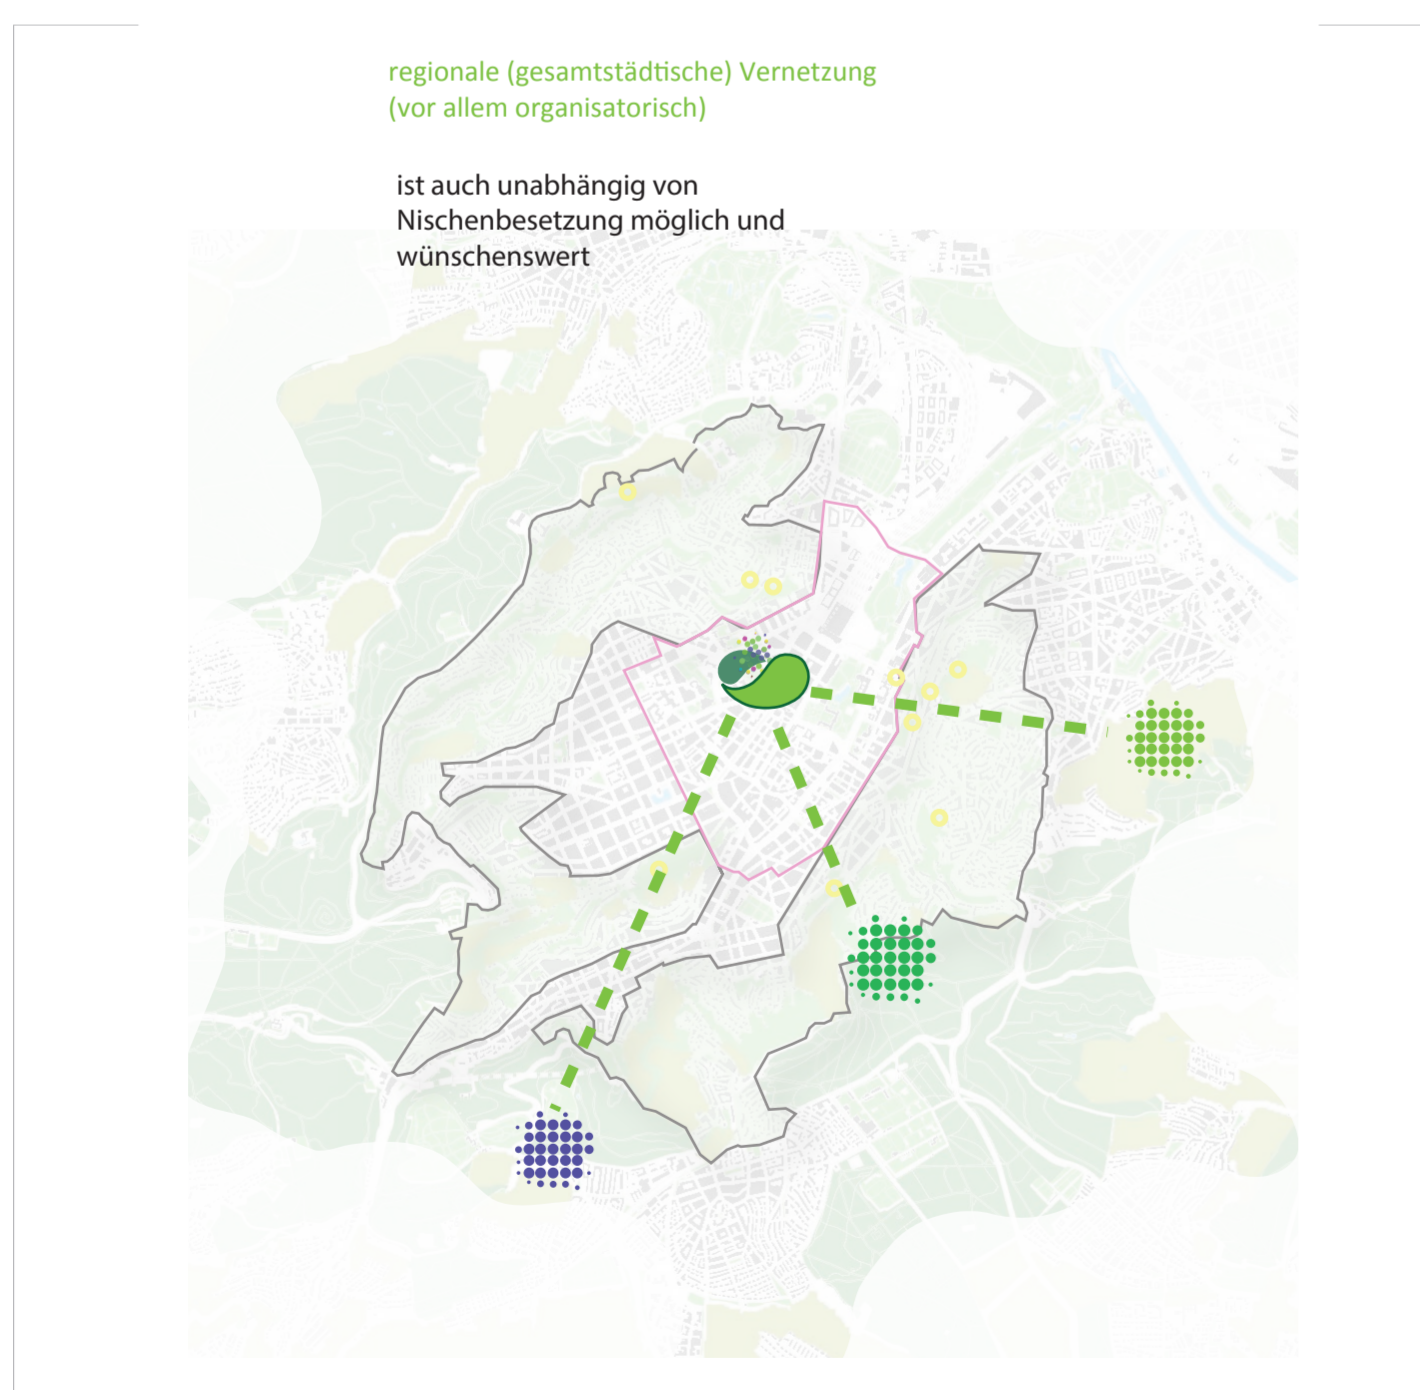 regionale (gesamtstädtische) Vernetzung
(vor allem organisatorisch)
ist auch unabhängig von
Nischenbesetzung möglich und
wünschenswert